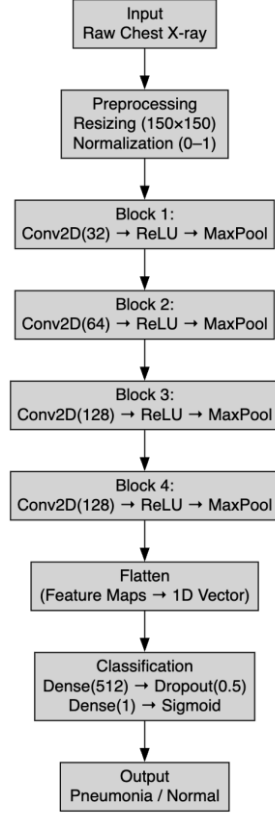 Input
Raw Chest X-ray
Preprocessing
Resizing (150×150)
Normalization (0–1)
Block 1:
Conv2D(32) → ReLU → MaxPool
Block 2:
Conv2D(64) → ReLU → MaxPool
Block 3:
Conv2D(128) → ReLU → MaxPool
Block 4:
Conv2D(128) → ReLU → MaxPool
Flatten
(Feature Maps → 1D Vector)
Classification
Dense(512) → Dropout(0.5)
Dense(1) → Sigmoid
Output
Pneumonia / Normal